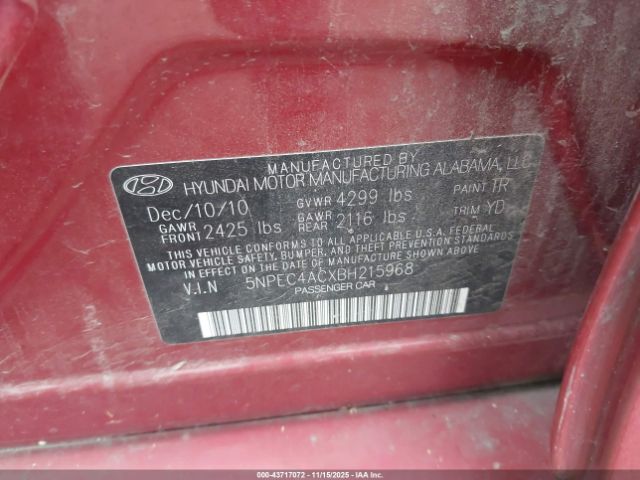 MANUFACTURED BY
HYUNDAI MOTOR MANUFACTURING ALABAMA, LLC
Dec/10/10 GVWR 4299 lbs PAINT TR
GAWR FRONT 2425 lbs GAWR REAR 2116 lbs TRIM YD
THIS VEHICLE CONFORMS TO ALL APPLICABLE U.S.A. FEDERAL
MOTOR VEHICLE SAFETY, BUMPER, AND THEFT PREVENTION STANDARDS
IN EFFECT ON THE DATE OF MANUFACTURE SHOWN ABOVE
V.I.N 5NPEC4ACXBH215968
PASSENGER CAR
000-43717072 - 11/15/2025 - IAAI.COM